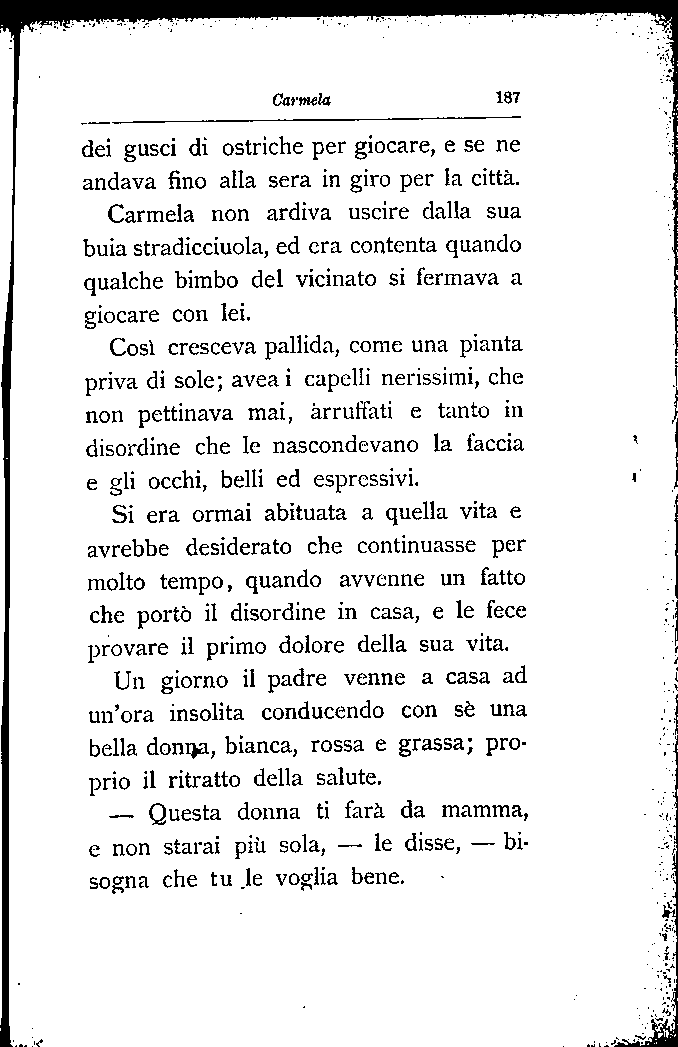 Carmela 187
dei gusci di ostriche per giocare, e se ne
andava fino alla sera in giro per la città.
Carmela non ardiva uscire dalla sua
buia stradicciuola, ed era contenta quando
qualche bimbo del vicinato si fermava a
giocare con lei.
Così cresceva pallida, come una pianta
priva di sole; avea i capelli nerissimi, che
non pettinava mai, arruffati e tanto in
disordine che le nascondevano la faccia
e gli occhi, belli ed espressivi.
Si era ormai abituata a quella vita e
avrebbe desiderato che continuasse per
molto tempo, quando avvenne un fatto
che portò il disordine in casa, e le fece
provare il primo dolore della sua vita.
Un giorno il padre venne a casa ad
un'ora insolita conducendo con sè una
bella donna, bianca, rossa e grassa; pro-
prio il ritratto della salute.
— Questa donna ti farà da mamma,
e non starai più sola, — le disse, — bi-
sogna che tu le voglia bene.